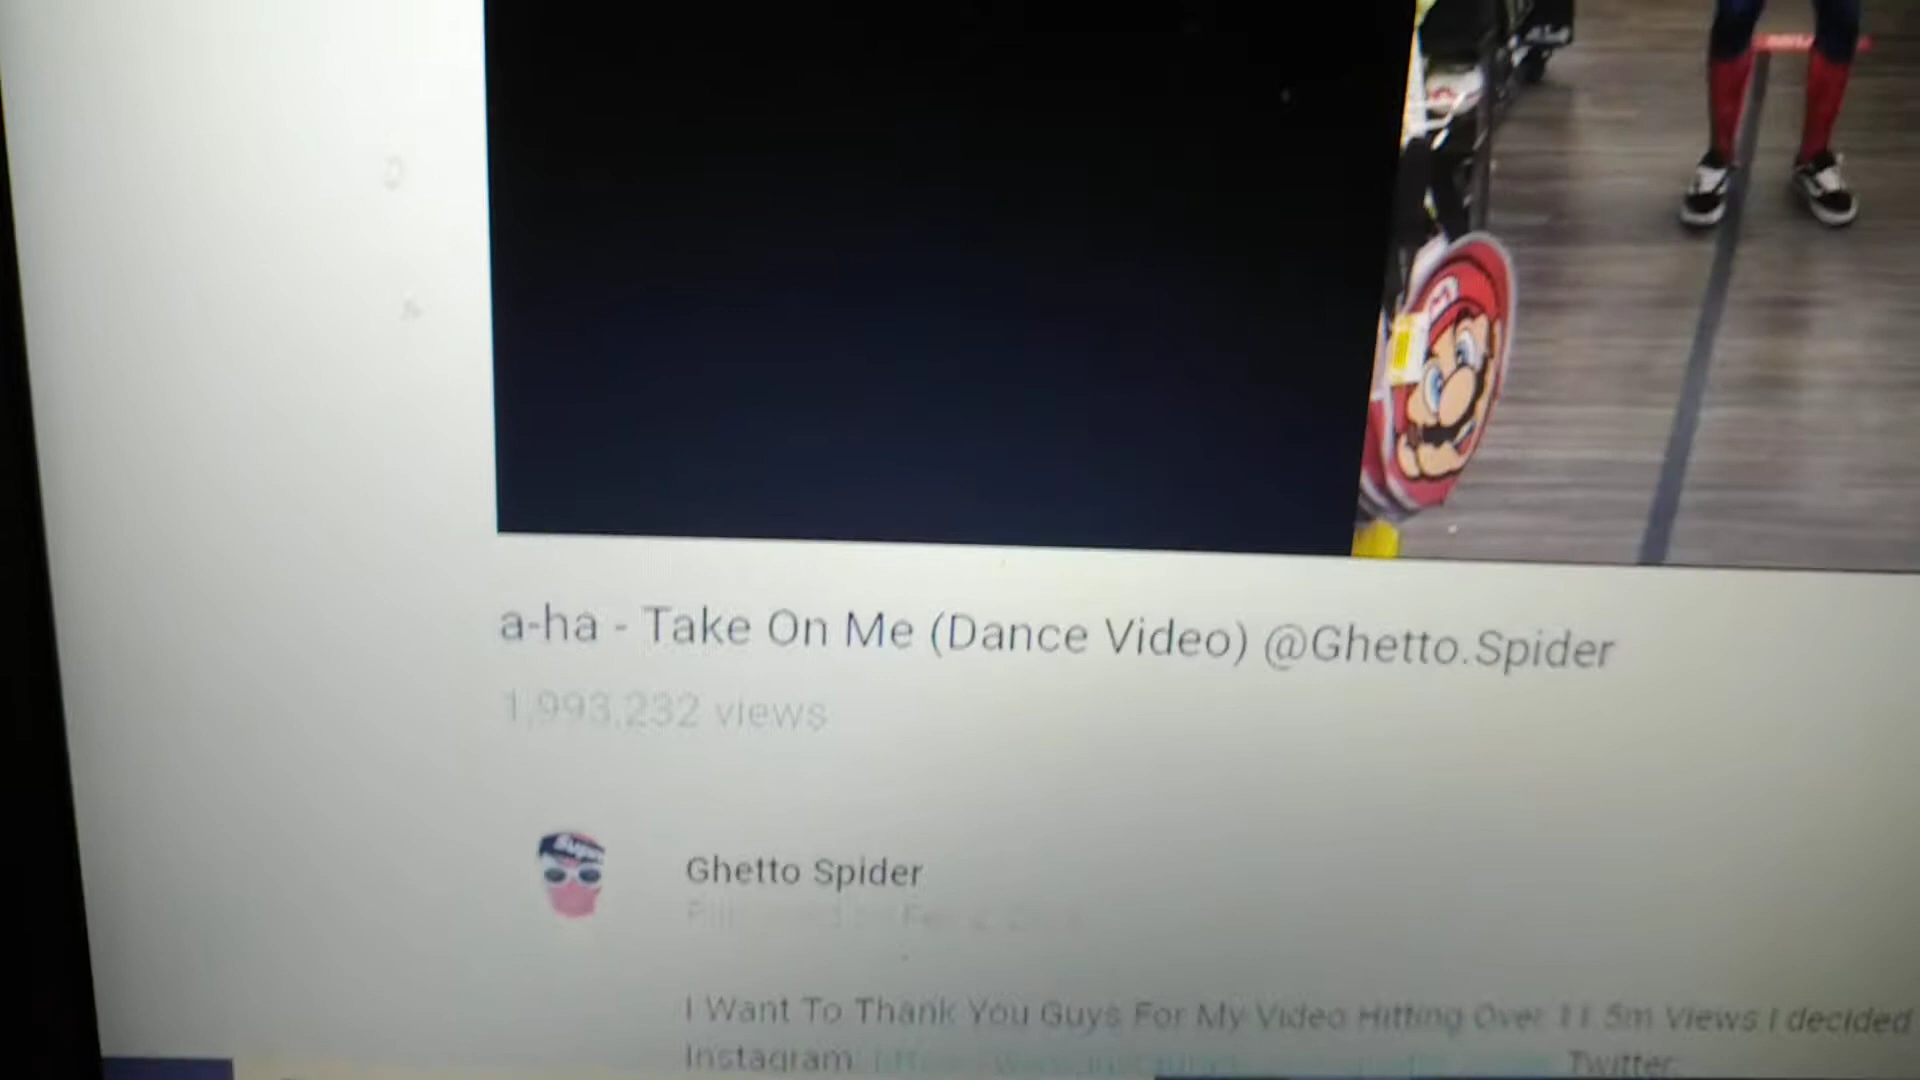 a-ha - Take On Me (Dance Video) @Ghetto.Spider
1,993,232 views
Ghetto Spider
I Want To Thank You Guys For My Video Hitting Over 11.5m Views I decided
Instagram Twitter: